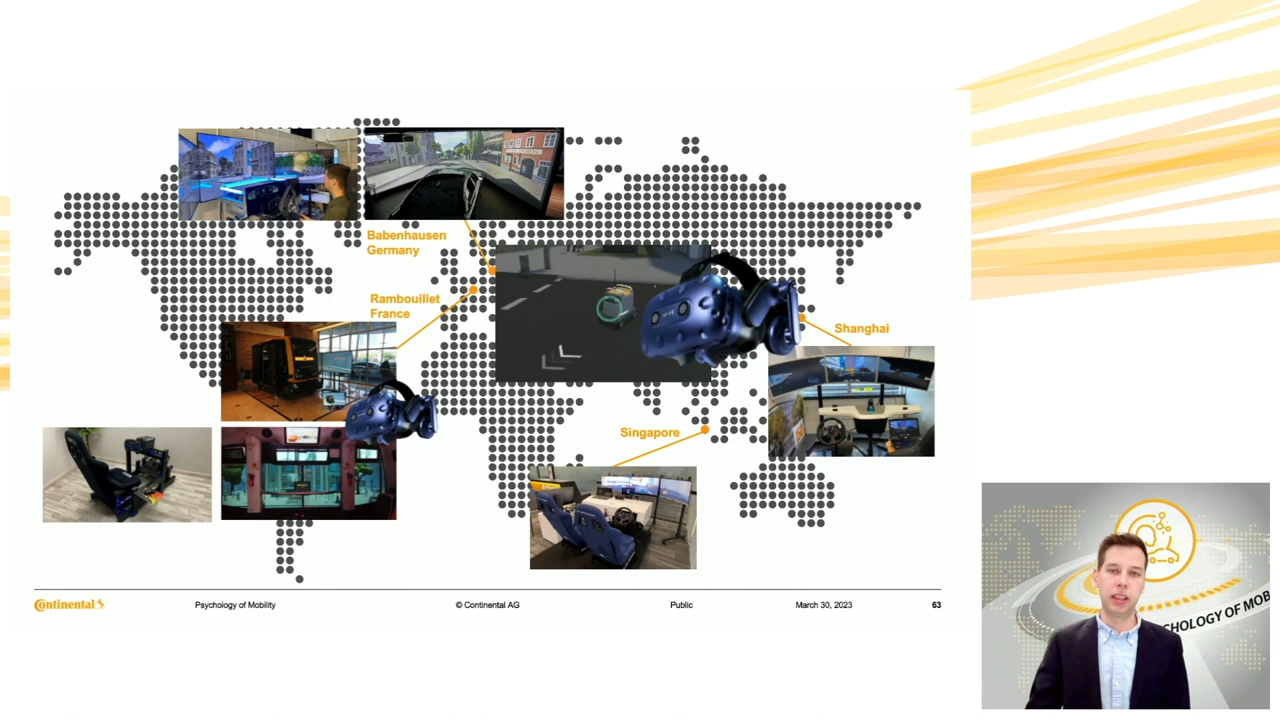 Babenhausen
Germany
Rambouillet
France
VIVE
Shanghai
Singapore
Continental
Psychology of Mobility
© Continental AG
Public
March 30, 2023
63
CHOLOGY OF MOB